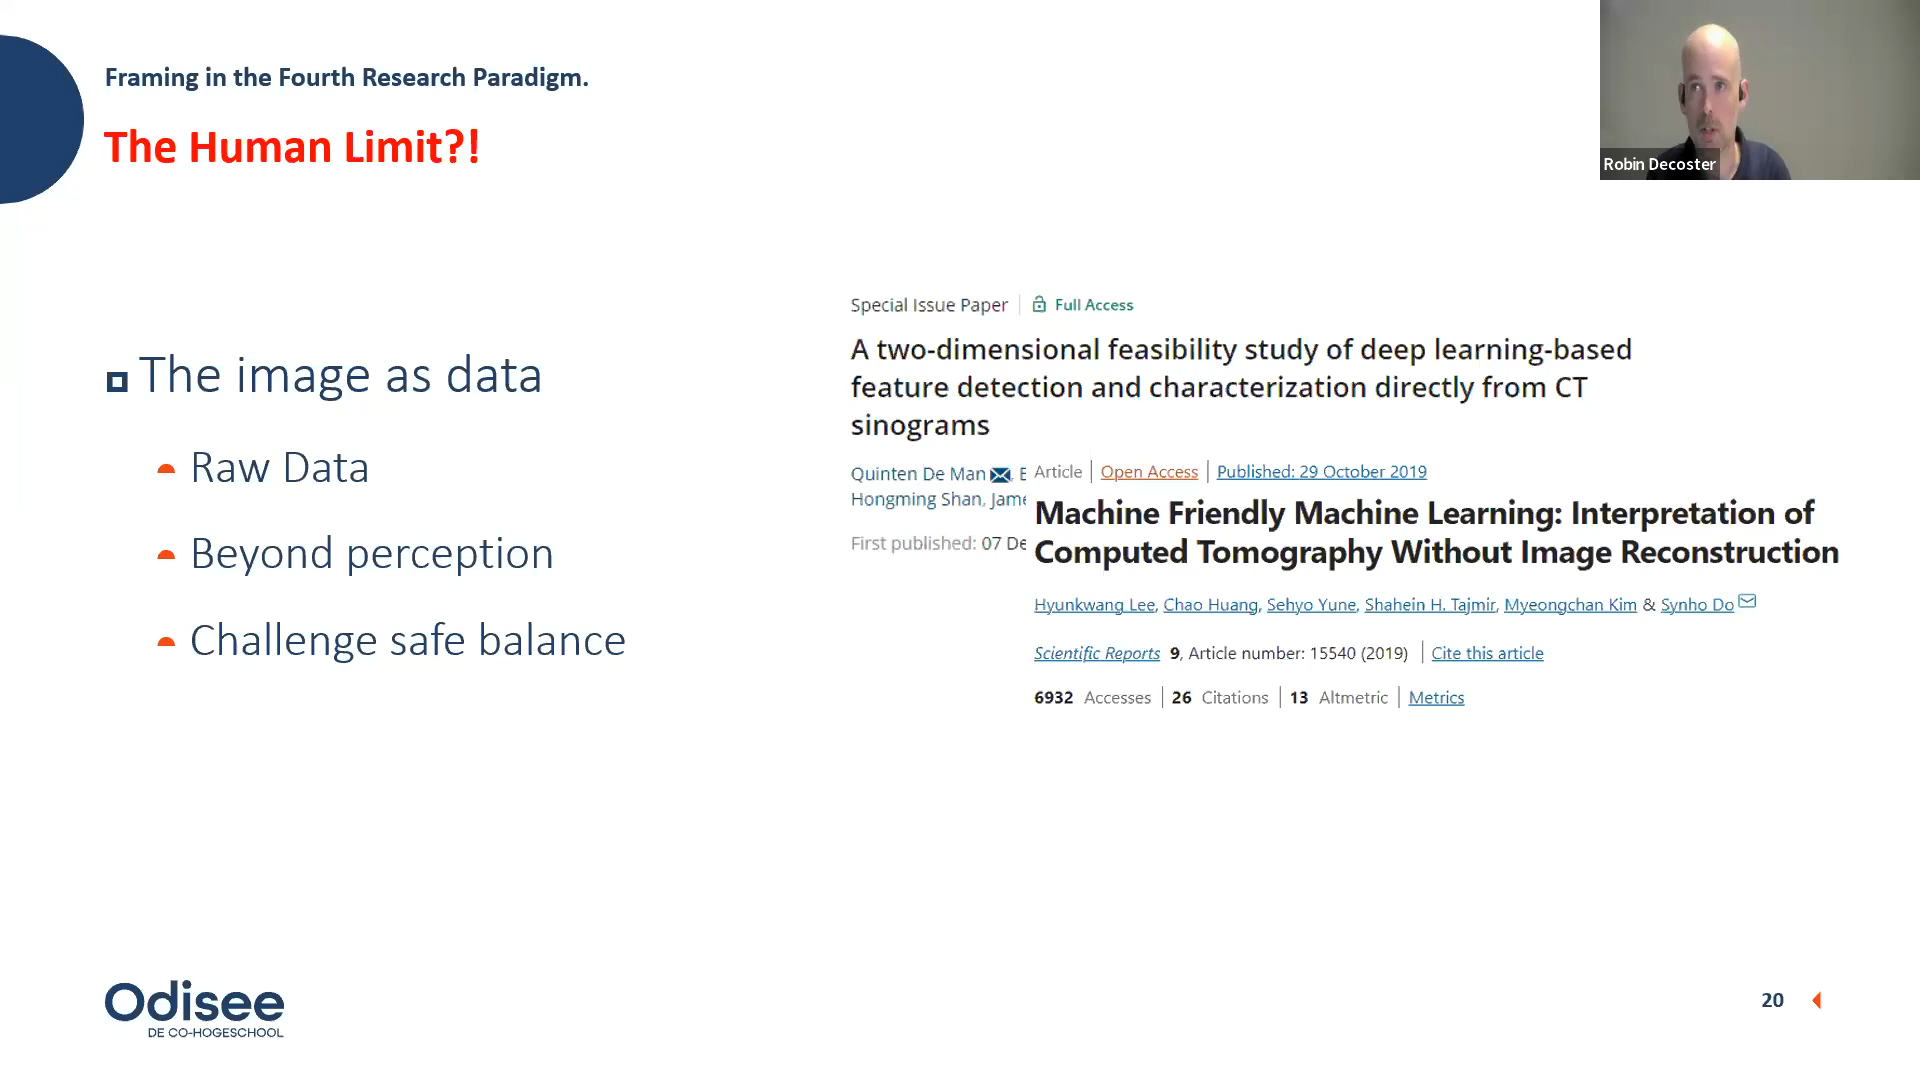 Framing in the Fourth Research Paradigm.
The Human Limit?!
Robin Decoster
The image as data
Raw Data
Beyond perception
Challenge safe balance
Special Issue Paper | Full Access
A two-dimensional feasibility study of deep learning-based
feature detection and characterization directly from CT
sinograms
Quinten De Man
Hongming Shan,
First published: 07
Article | Open Access | Published: 29 October 2019
Machine Friendly Machine Learning: Interpretation of
Computed Tomography Without Image Reconstruction
Hyunkwang Lee, Chao Huang, Sehyo Yune, Shahein H. Tajmir, Myeongchan Kim & Synho Do
Scientific Reports 9, Article number: 15540 (2019) | Cite this article
6932 Accesses | 26 Citations | 13 Altmetric | Metrics
Odisee
DE CO-HOGESCHOOL
20